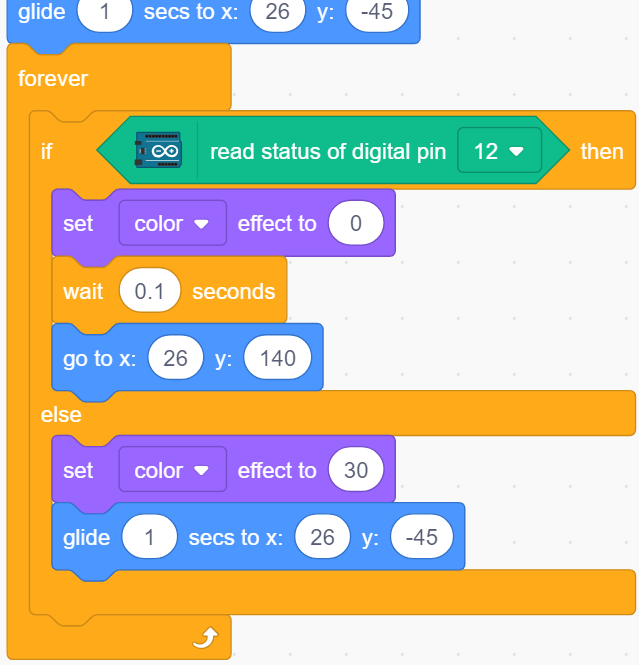 glide 1 secs to x: 26 y: -45
forever
if read status of digital pin 12 then
set color effect to 0
wait 0.1 seconds
go to x: 26 y: 140
else
set color effect to 30
glide 1 secs to x: 26 y: -45